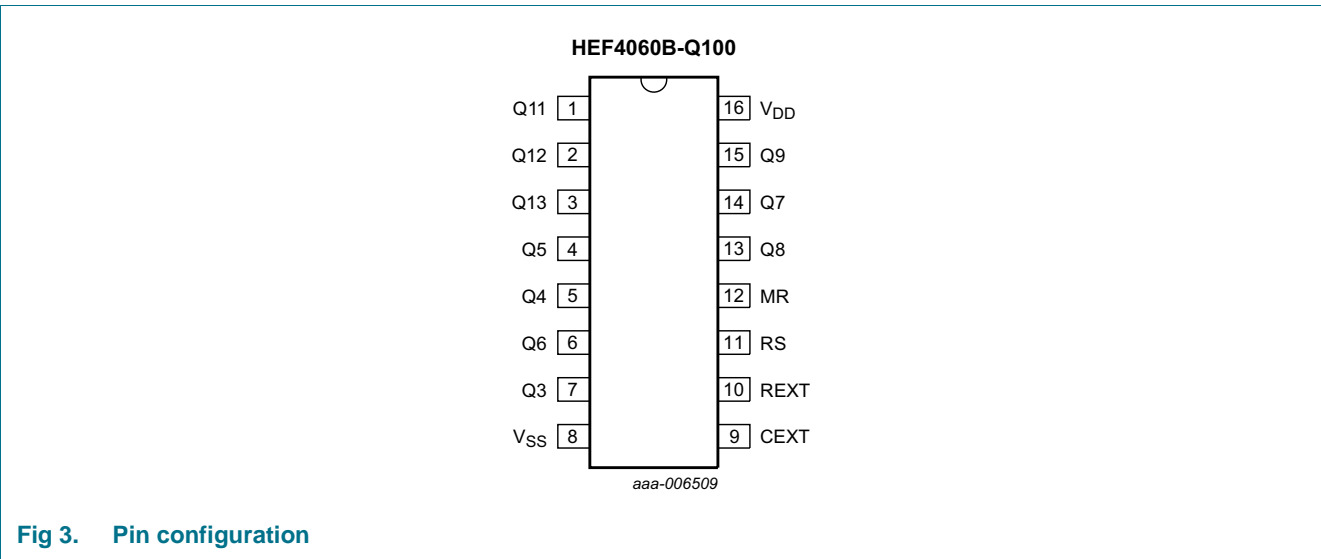 HEF4060B-Q100
Q11 1 16 VDD
Q12 2 15 Q9
Q13 3 14 Q7
Q5 4 13 Q8
Q4 5 12 MR
Q6 6 11 RS
Q3 7 10 REXT
VSS 8 9 CEXT
aaa-006509
Fig 3. Pin configuration